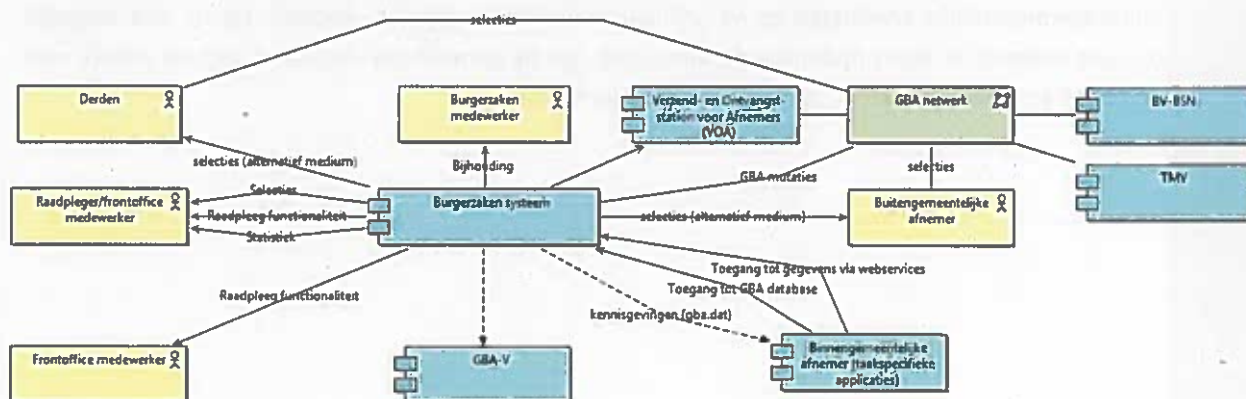 selecties
Derden
Burgerzaken
medewerker
Verzend- en Ontvangst-
station voor Afnemers
(VOA)
GBA netwerk
BV-BSN
selecties (alternatief medium)
Bijhouding
GBA mutaties
selecties
TMV
Raadpleger/frontoffice
medewerker
Selecties
Raadpleeg functionaliteit
Statistiek
Burgerzaken systeem
selecties (alternatief medium)
Buitengemeentelijke
afnemer
Toegang tot gegevens via webservices
Toegang tot GBA database
Raadpleeg functionaliteit
kennisgevingen (gba.dat)
Frontoffice medewerker
GBA-V
Binnengemeentelijke
afnemer (taakspecifieke
applicaties)